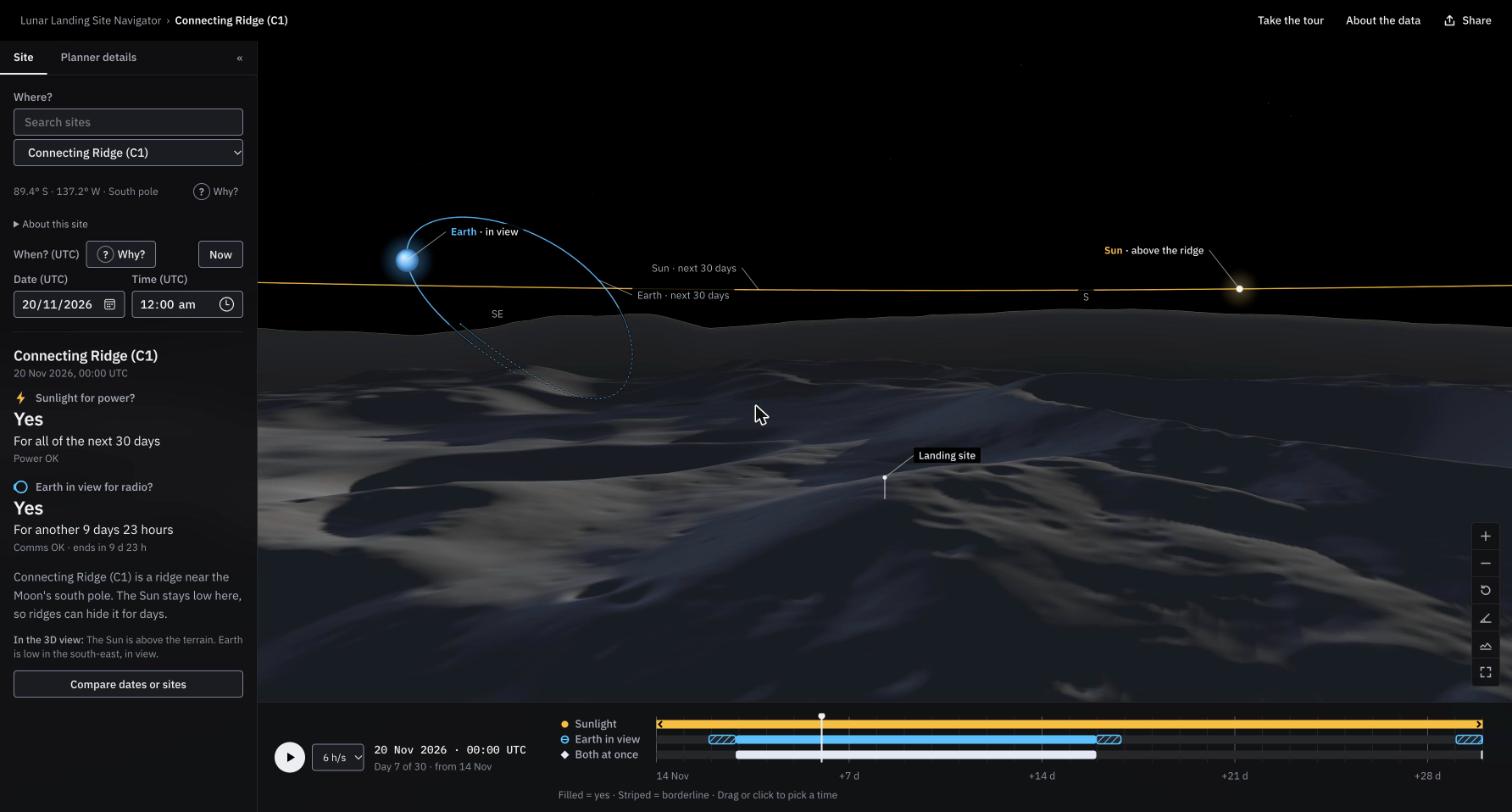 Lunar Landing Site Navigator › Connecting Ridge (C1)
Take the tour
About the data
Share
Site
Planner details
«
Where?
Search sites
Connecting Ridge (C1)
89.4° S · 137.2° W · South pole
? Why?
About this site
When? (UTC)
? Why?
Now
Date (UTC)
Time (UTC)
20/11/2026
12:00 am
Connecting Ridge (C1)
20 Nov 2026, 00:00 UTC
Sunlight for power?
Yes
For all of the next 30 days
Power OK
Earth in view for radio?
Yes
For another 9 days 23 hours
Comms OK · ends in 9 d 23 h
Connecting Ridge (C1) is a ridge near the
Moon's south pole. The Sun stays low here,
so ridges can hide it for days.
In the 3D view: The Sun is above the terrain. Earth
is low in the south-east, in view.
Compare dates or sites
Earth · in view
Sun · above the ridge
Sun · next 30 days
Earth · next 30 days
S
SE
Landing site
6 h/s
20 Nov 2026 · 00:00 UTC
Day 7 of 30 · from 14 Nov
Sunlight
Earth in view
Both at once
14 Nov
+7 d
+14 d
+21 d
+28 d
Filled = yes · Striped = borderline · Drag or click to pick a time